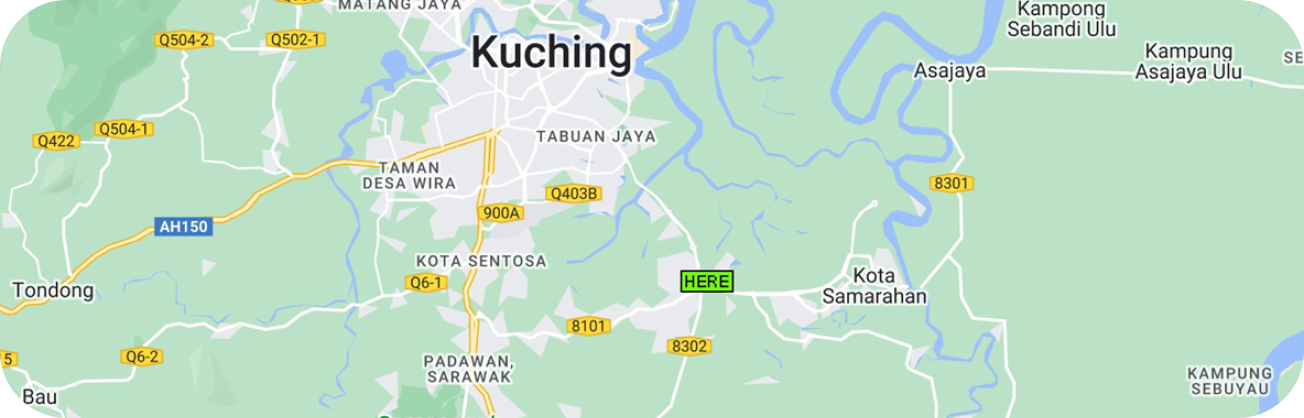 MATANG JAYA
Kampong
Sebandi Ulu
Q504-2
Q502-1
Kuching
Kampung
Asajaya Ulu
SE
Asajaya
Q504-1
Q422
TABUAN JAYA
TAMAN
DESA WIRA
8301
Q403B
900A
AH150
KOTA SENTOSA
Q6-1
HERE
Kota
Samarahan
Tondong
8101
8302
5
Q6-2
PADAWAN,
SARAWAK
KAMPUNG
SEBUYAU
Bau